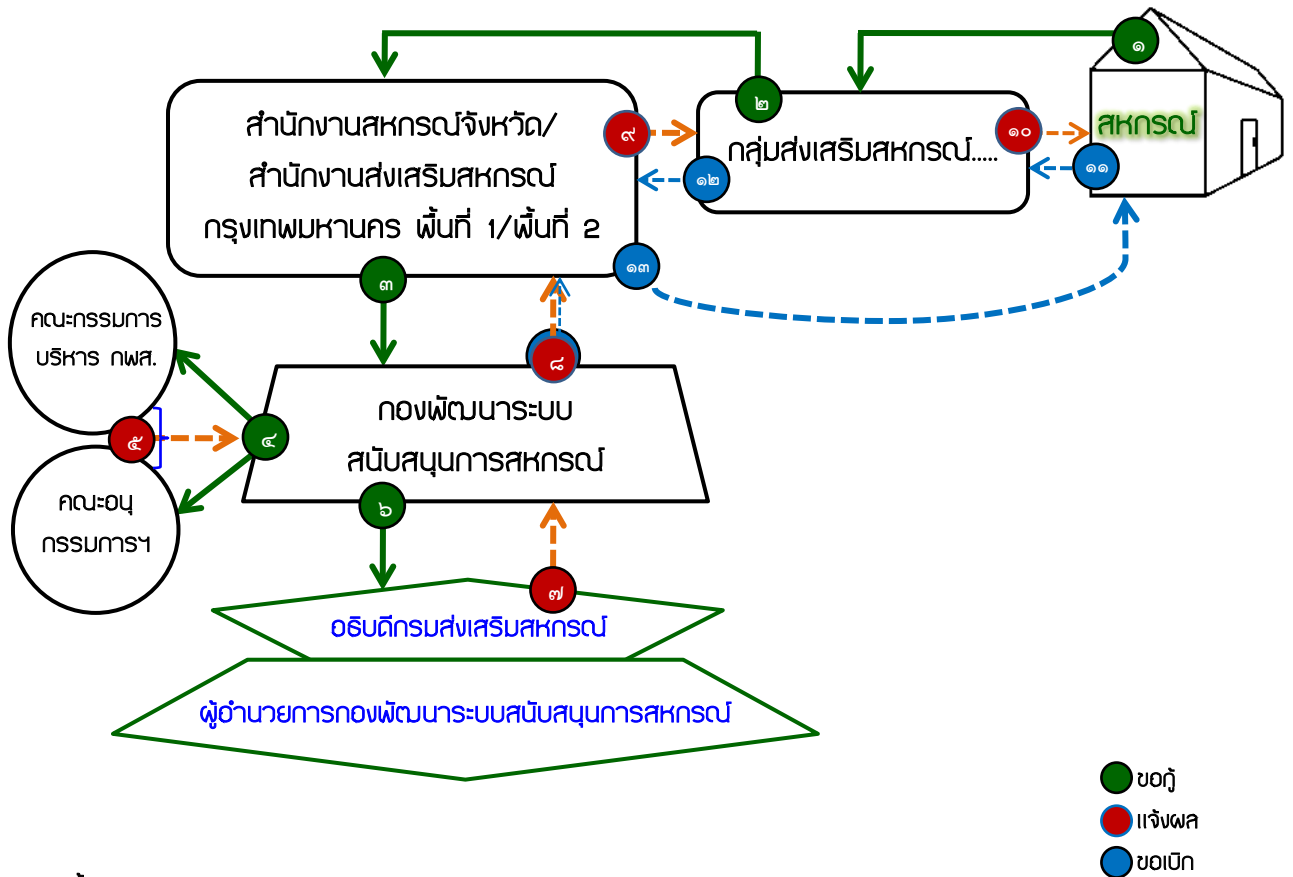 ๑
สหกรณ์
๒
กลุ่มส่งเสริมสหกรณ์.....
๑๐
๑๑
๙
๑๒
สำนักงานสหกรณ์จังหวัด/
สำนักงานส่งเสริมสหกรณ์
กรุงเทพมหานคร พื้นที่ 1/พื้นที่ 2
๓
๑๓
คณะกรรมการ
บริหาร กพส.
๘
กองพัฒนาระบบ
สนับสนุนการสหกรณ์
๕
๔
คณะอนุ
กรรมการฯ
๖
๗
อธิบดีกรมส่งเสริมสหกรณ์
ผู้อำนวยการกองพัฒนาระบบสนับสนุนการสหกรณ์
ขอกู้
แจ้งผล
ขอเบิก